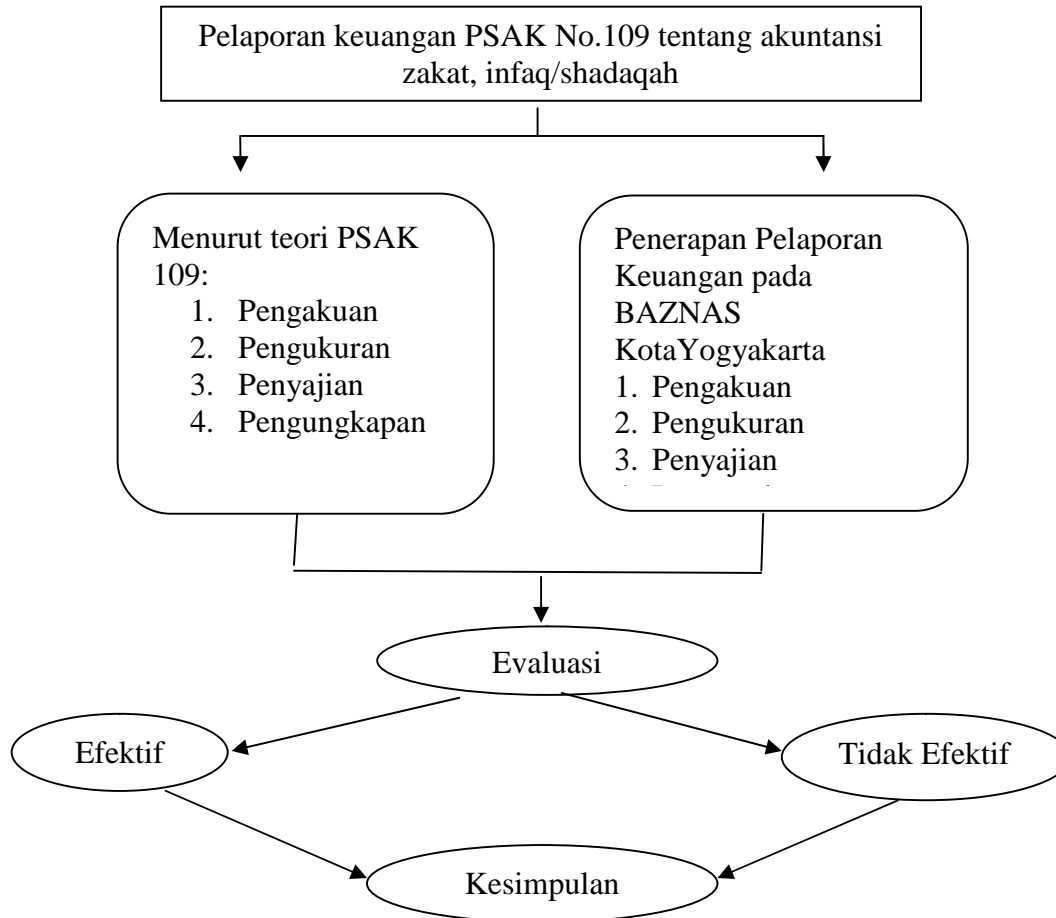 Pelaporan keuangan PSAK No.109 tentang akuntansi
zakat, infaq/shadaqah
Menurut teori PSAK
109:
1. Pengakuan
2. Pengukuran
3. Penyajian
4. Pengungkapan
Penerapan Pelaporan
Keuangan pada
BAZNAS
KotaYogyakarta
1. Pengakuan
2. Pengukuran
3. Penyajian
Evaluasi
Efektif
Tidak Efektif
Kesimpulan